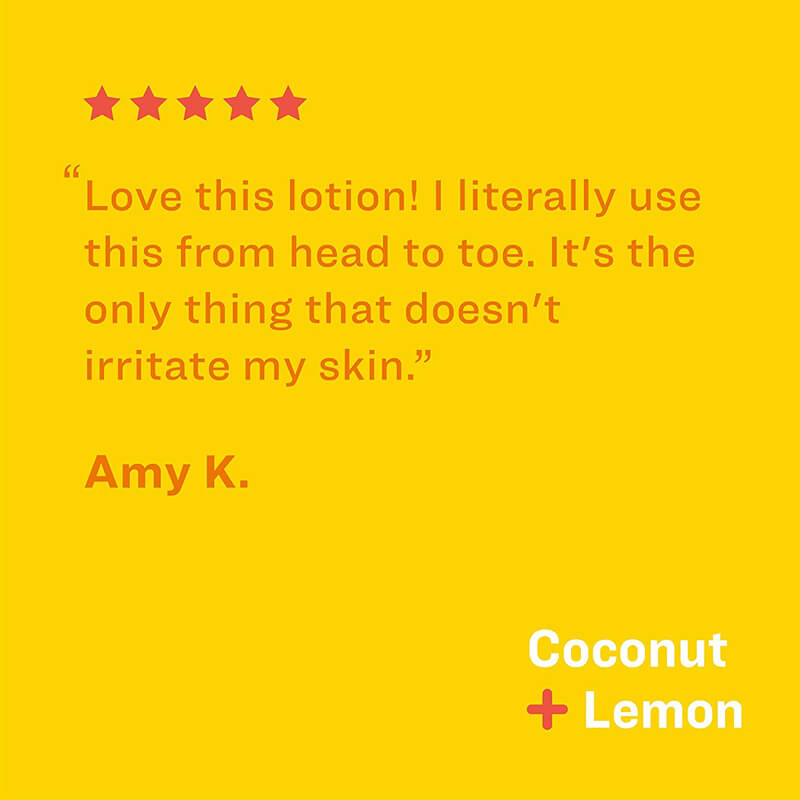 “Love this lotion! I literally use
this from head to toe. It's the
only thing that doesn't
irritate my skin.”
Amy K.
Coconut
+ Lemon